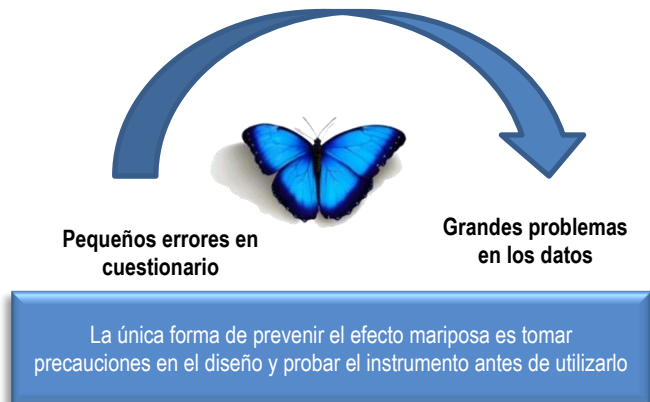 Pequeños errores en
cuestionario
Grandes problemas
en los datos
La única forma de prevenir el efecto mariposa es tomar
precauciones en el diseño y probar el instrumento antes de utilizarlo